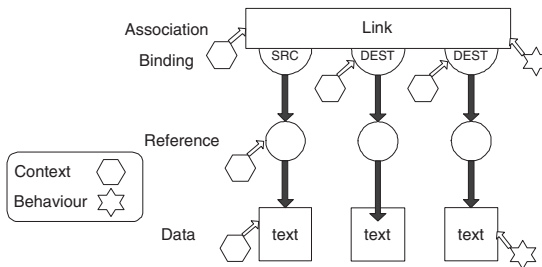 Association
Link
Binding
SRC
DEST
DEST
Reference
Context
Behaviour
Data
text
text
text